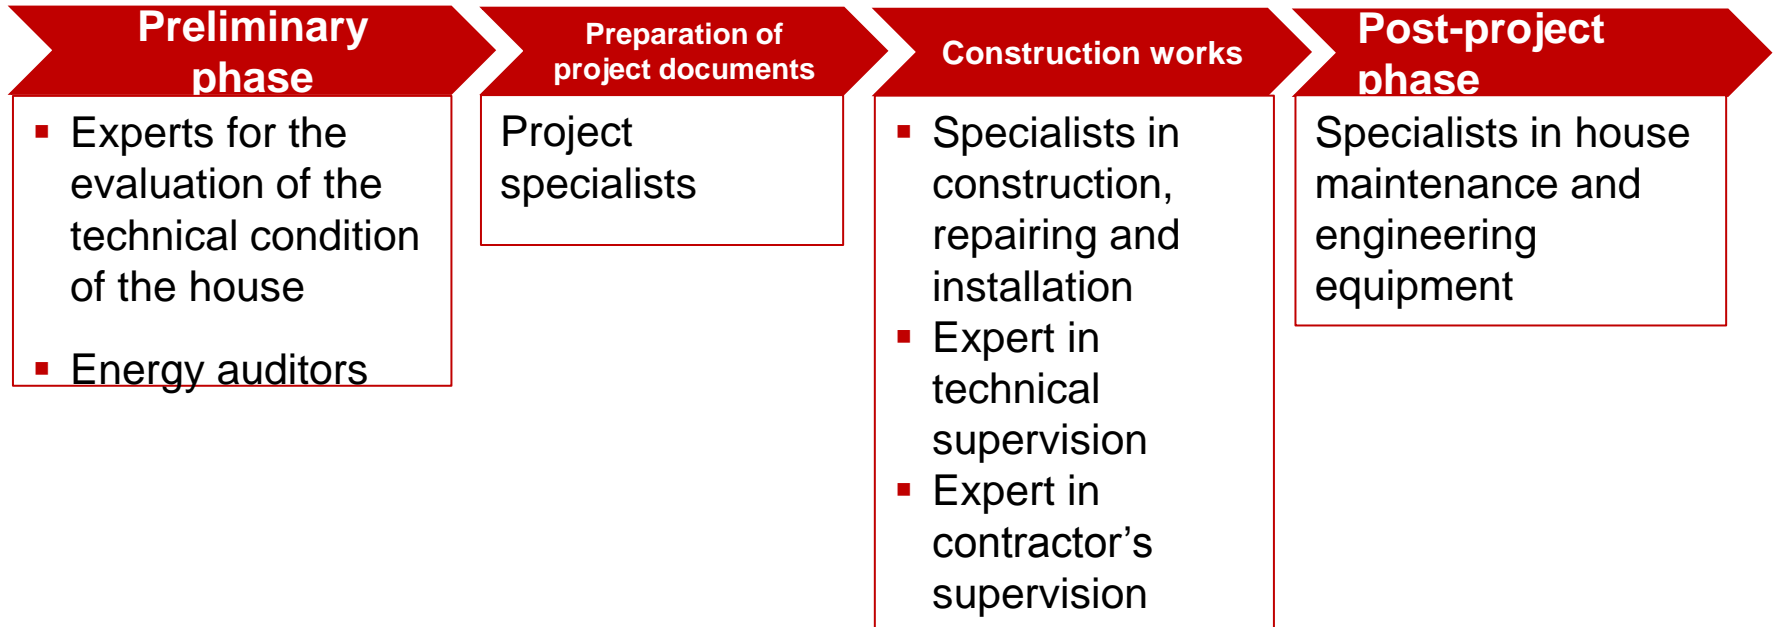 Preliminary
phase
▪ Experts for the
evaluation of the
technical condition
of the house
▪ Energy auditors
Preparation of
project documents
Project
specialists
Construction works
▪ Specialists in
construction,
repairing and
installation
▪ Expert in
technical
supervision
▪ Expert in
contractor’s
supervision
Post-project
phase
Specialists in house
maintenance and
engineering
equipment